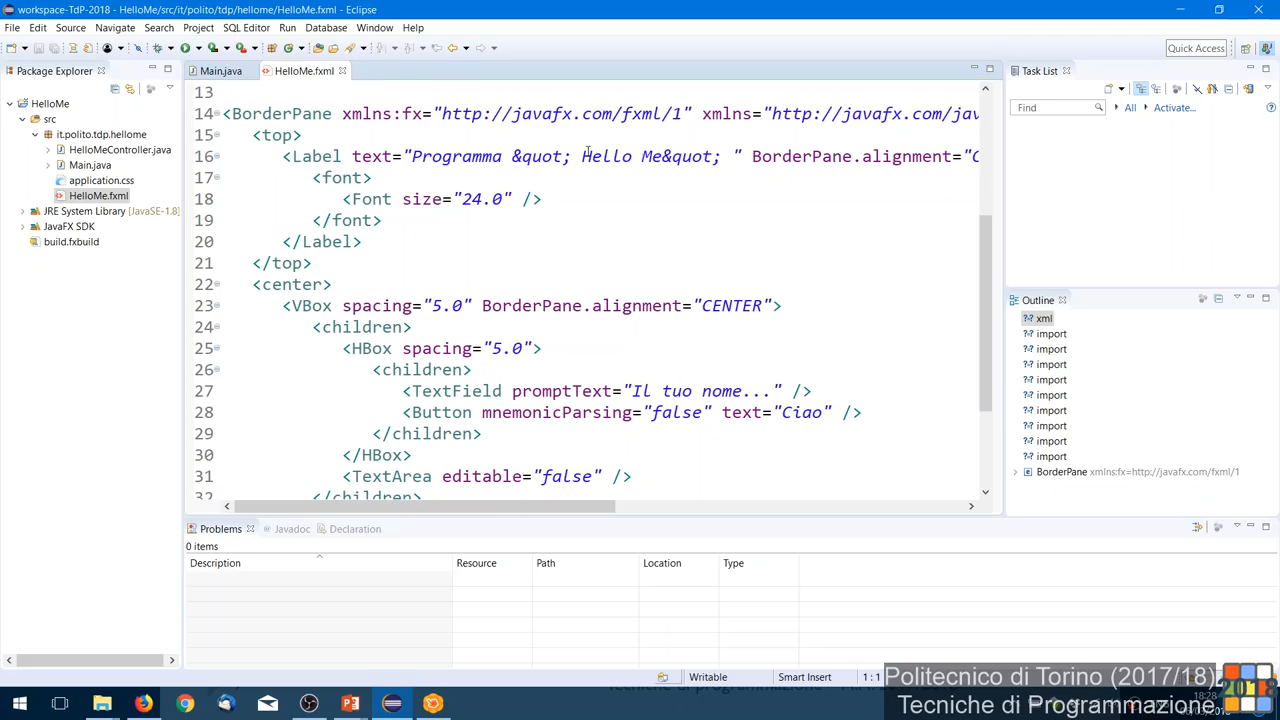 workspace-TdP-2018 - HelloMe/src/it/polito/tdp/hellome/HelloMe.fxml - Eclipse
File Edit Source Navigate Search Project SQL Editor Run Database Window Help
Quick Access
Package Explorer
HelloMe
src
it.polito.tdp.hellome
HelloMeController.java
Main.java
application.css
HelloMe.fxml
JRE System Library [JavaSE-1.8]
JavaFX SDK
build.fxbuild
Main.java HelloMe.fxml
13
14 <BorderPane xmlns:fx="http://javafx.com/fxml/1" xmlns="http://javafx.com/jav
15 <top>
16 <Label text="Programma &quot; Hello Me&quot; " BorderPane.alignment="C
17 <font>
18 <Font size="24.0" />
19 </font>
20 </Label>
21 </top>
22 <center>
23 <VBox spacing="5.0" BorderPane.alignment="CENTER">
24 <children>
25 <HBox spacing="5.0">
26 <children>
27 <TextField promptText="Il tuo nome..." />
28 <Button mnemonicParsing="false" text="Ciao" />
29 </children>
30 </HBox>
31 <TextArea editable="false" />
32 </children>
Task List
Find All Activate...
Outline
xml
import
import
import
import
import
import
import
import
import
BorderPane xmlns:fx=http://javafx.com/fxml/1
Problems Javadoc Declaration
0 items
Description Resource Path Location Type
Writable Smart Insert 1 : 1
Politecnico di Torino (2017/18)
Tecniche di Programmazione
2018
18:28